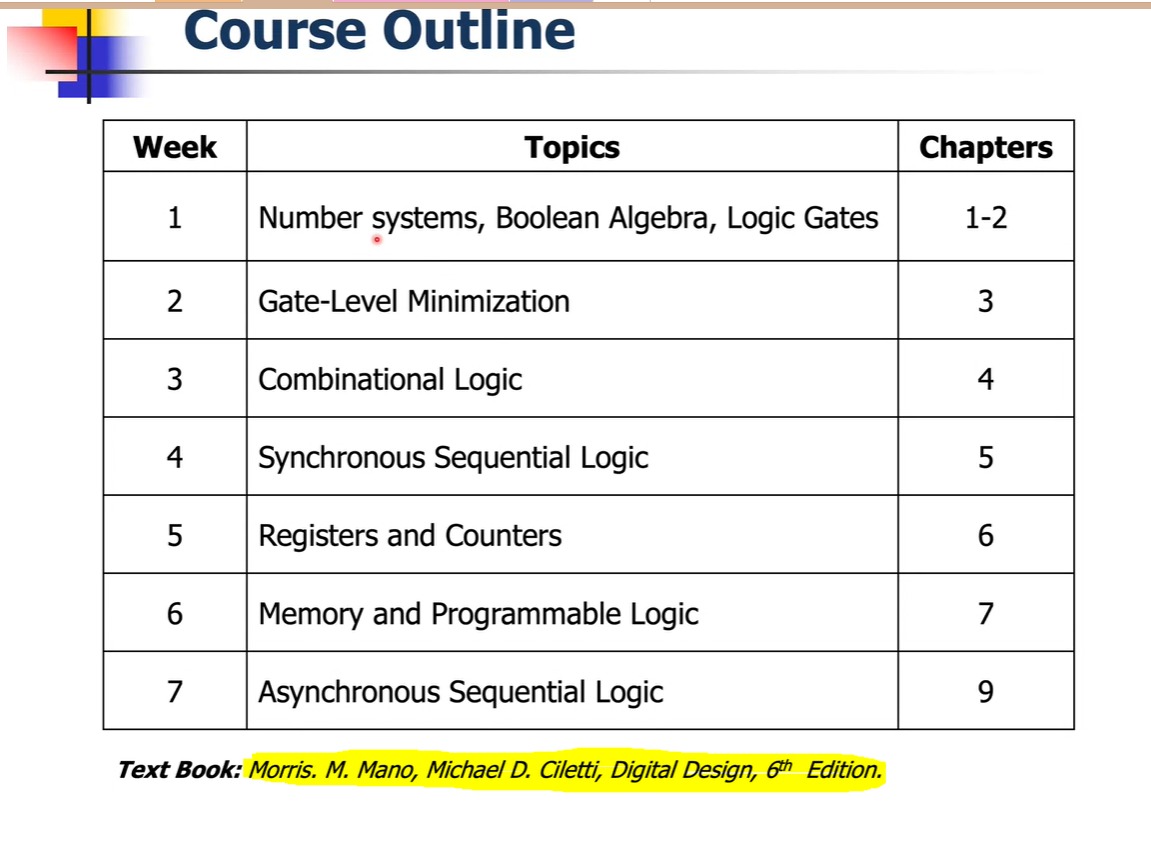 Course Outline
Week Topics Chapters
1 Number systems, Boolean Algebra, Logic Gates 1-2
2 Gate-Level Minimization 3
3 Combinational Logic 4
4 Synchronous Sequential Logic 5
5 Registers and Counters 6
6 Memory and Programmable Logic 7
7 Asynchronous Sequential Logic 9
Text Book: Morris. M. Mano, Michael D. Ciletti, Digital Design, 6th Edition.